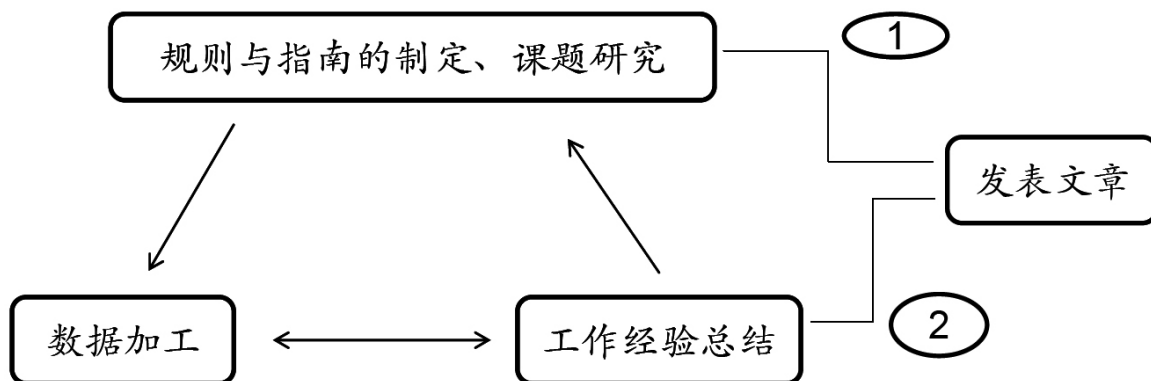 规则与指南的制定、课题研究
1
发表文章
数据加工
工作经验总结
2